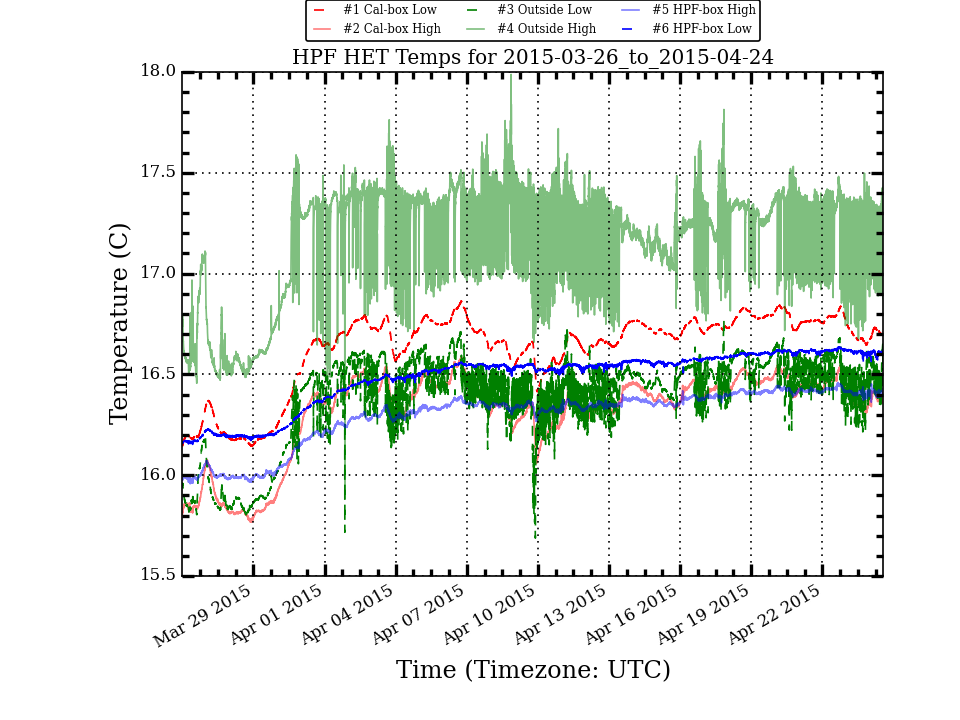 #1 Cal-box Low #3 Outside Low #5 HPF-box High
#2 Cal-box High #4 Outside High #6 HPF-box Low
HPF HET Temps for 2015-03-26_to_2015-04-24
18.0
17.5
17.0
16.5
16.0
15.5
Temperature (C)
Mar 29 2015 Apr 01 2015 Apr 04 2015 Apr 07 2015 Apr 10 2015 Apr 13 2015 Apr 16 2015 Apr 19 2015 Apr 22 2015
Time (Timezone: UTC)